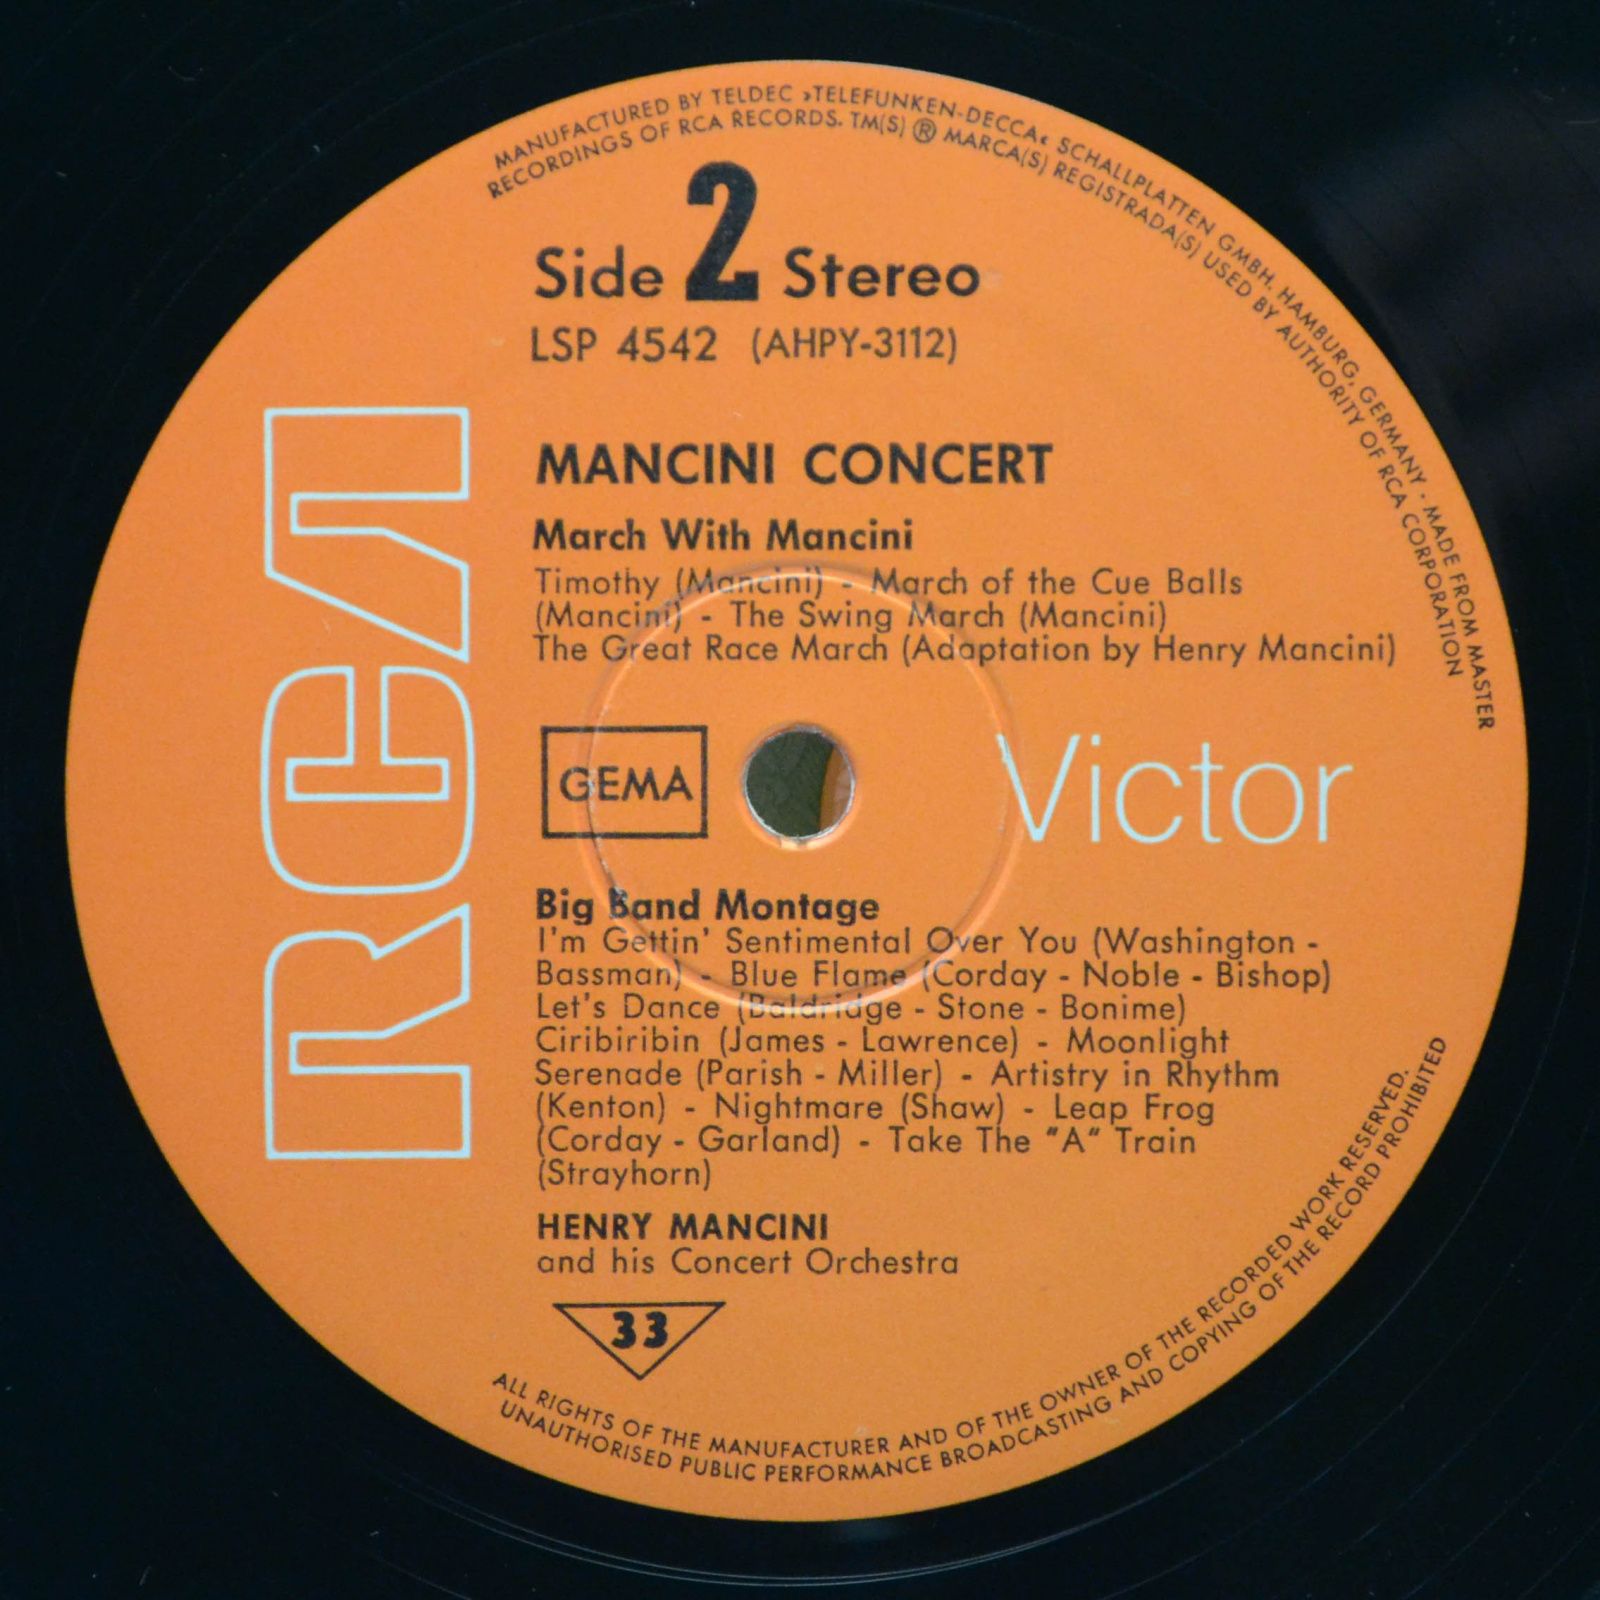 MANUFACTURED BY TELDEC »TELEFUNKEN-DECCA« SCHALLPLATTEN GMBH. HAMBURG, GERMANY · MADE FROM MASTER
RECORDINGS OF RCA RECORDS. TM(S) ® MARCA(S) REGISTRADA(S) USED BY AUTHORITY OF RCA CORPORATION
Side 2 Stereo
LSP 4542 (AHPY-3112)
RCA
MANCINI CONCERT
March With Mancini
Timothy (Mancini) - March of the Cue Balls
(Mancini) - The Swing March (Mancini)
The Great Race March (Adaptation by Henry Mancini)
GEMA
Victor
Big Band Montage
I'm Gettin' Sentimental Over You (Washington -
Bassman) - Blue Flame (Corday - Noble - Bishop)
Let's Dance (Baldridge - Stone - Bonime)
Ciribiribin (James - Lawrence) - Moonlight
Serenade (Parish - Miller) - Artistry in Rhythm
(Kenton) - Nightmare (Shaw) - Leap Frog
(Corday - Garland) - Take The "A" Train
(Strayhorn)
HENRY MANCINI
and his Concert Orchestra
33
ALL RIGHTS OF THE MANUFACTURER AND OF THE OWNER OF THE RECORDED WORK RESERVED.
UNAUTHORISED PUBLIC PERFORMANCE BROADCASTING AND COPYING OF THE RECORD PROHIBITED